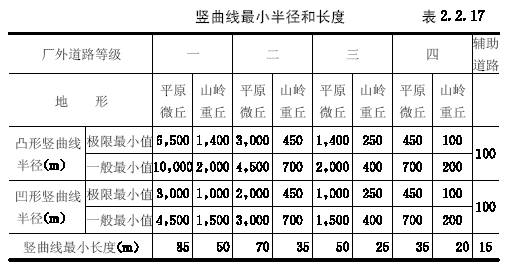 竖曲线最小半径和长度 表 2.2.17
厂外道路等级 一 二 三 四 辅助道路
地 形 平原微丘 山岭重丘 平原微丘 山岭重丘 平原微丘 山岭重丘 平原微丘 山岭重丘
凸形竖曲线半径(m) 极限最小值 6,500 1,400 3,000 450 1,400 250 450 100 100
一般最小值 10,000 2,000 4,500 700 2,000 400 700 200
凹形竖曲线半径(m) 极限最小值 3,000 1,000 2,000 450 1,000 250 450 100 100
一般最小值 4,500 1,500 3,000 700 1,500 400 700 200
竖曲线最小长度(m) 85 50 70 35 50 25 35 20 15